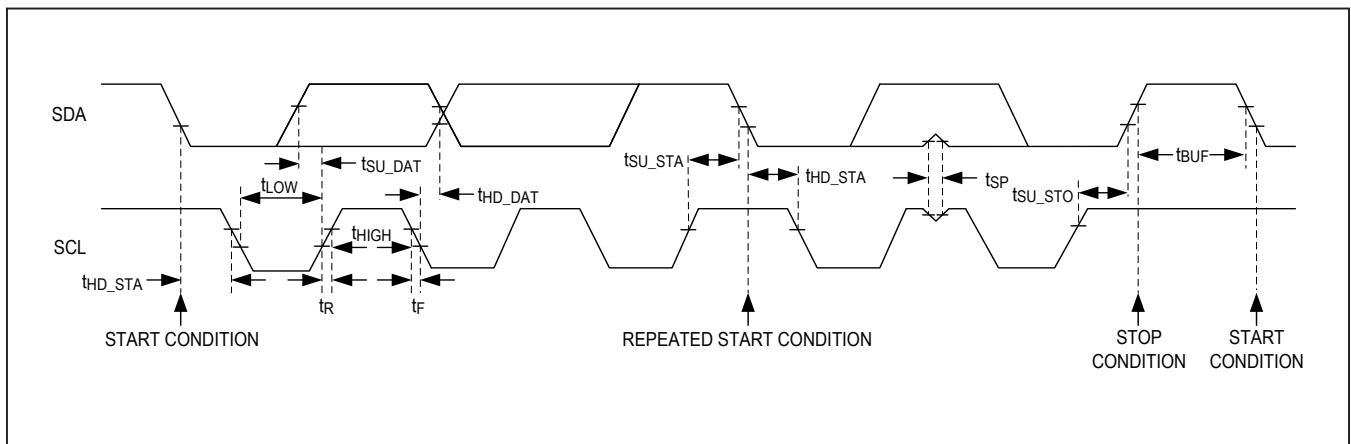 SDA
tSU_DAT
tSU_STA
tBUF
tLOW
tHD_DAT
tHD_STA
tSP
tSU_STO
SCL
tHIGH
tHD_STA
tR
tF
START CONDITION
REPEATED START CONDITION
STOP
CONDITION
START
CONDITION